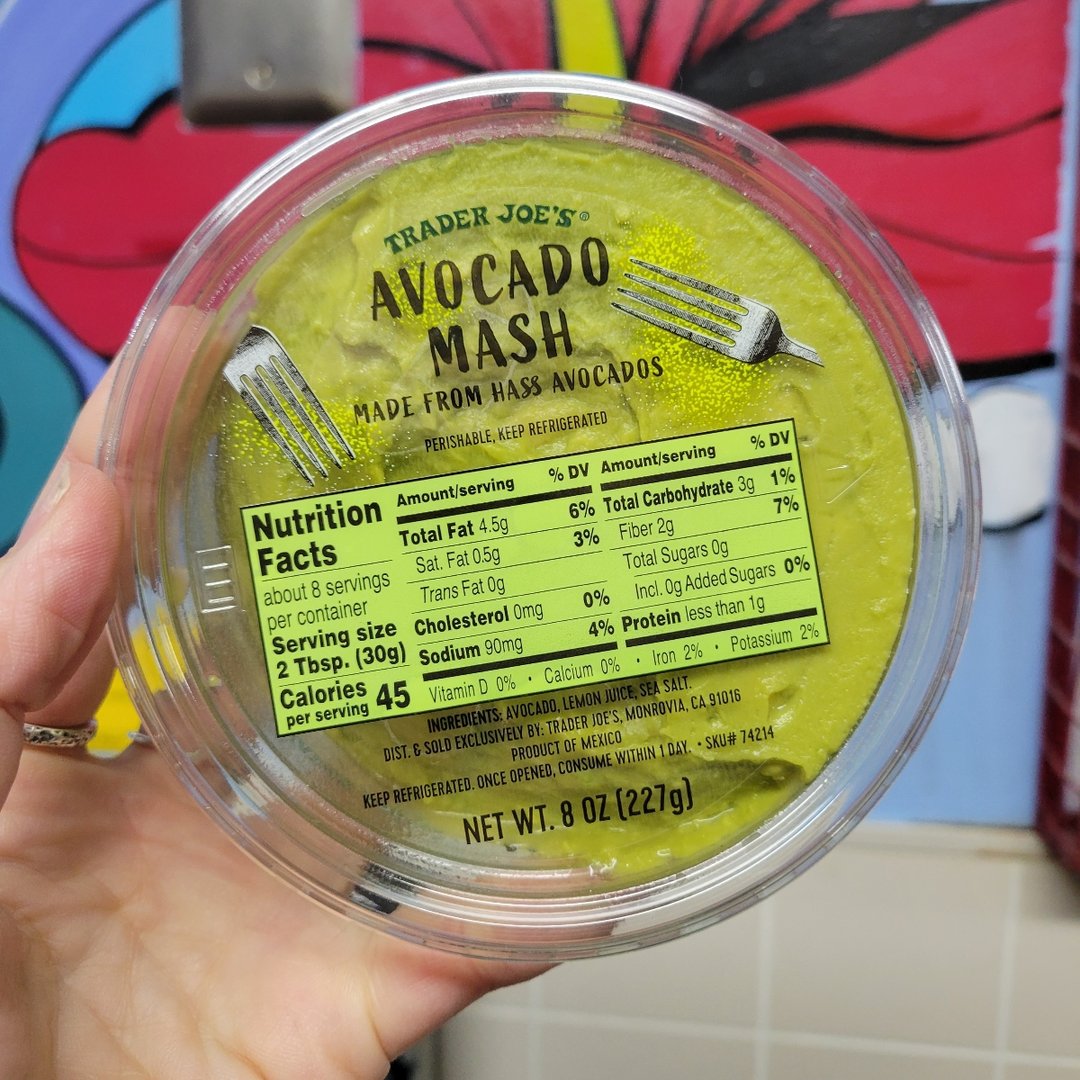 TRADER JOE'S®
AVOCADO
MASH
MADE FROM HASS AVOCADOS
PERISHABLE, KEEP REFRIGERATED
Nutrition
Facts
about 8 servings
per container
Serving size
2 Tbsp. (30g)
Calories
per serving 45
Amount/serving % DV
Total Fat 4.5g 6%
Sat. Fat 0.5g 3%
Trans Fat 0g
Cholesterol 0mg 0%
Sodium 90mg 4%
Amount/serving % DV
Total Carbohydrate 3g 1%
Fiber 2g 7%
Total Sugars 0g
Incl. 0g Added Sugars 0%
Protein less than 1g
Vitamin D 0% • Calcium 0% • Iron 2% • Potassium 2%
INGREDIENTS: AVOCADO, LEMON JUICE, SEA SALT.
DIST. & SOLD EXCLUSIVELY BY: TRADER JOE'S, MONROVIA, CA 91016
PRODUCT OF MEXICO
KEEP REFRIGERATED. ONCE OPENED, CONSUME WITHIN 1 DAY. • SKU# 74214
NET WT. 8 OZ (227g)